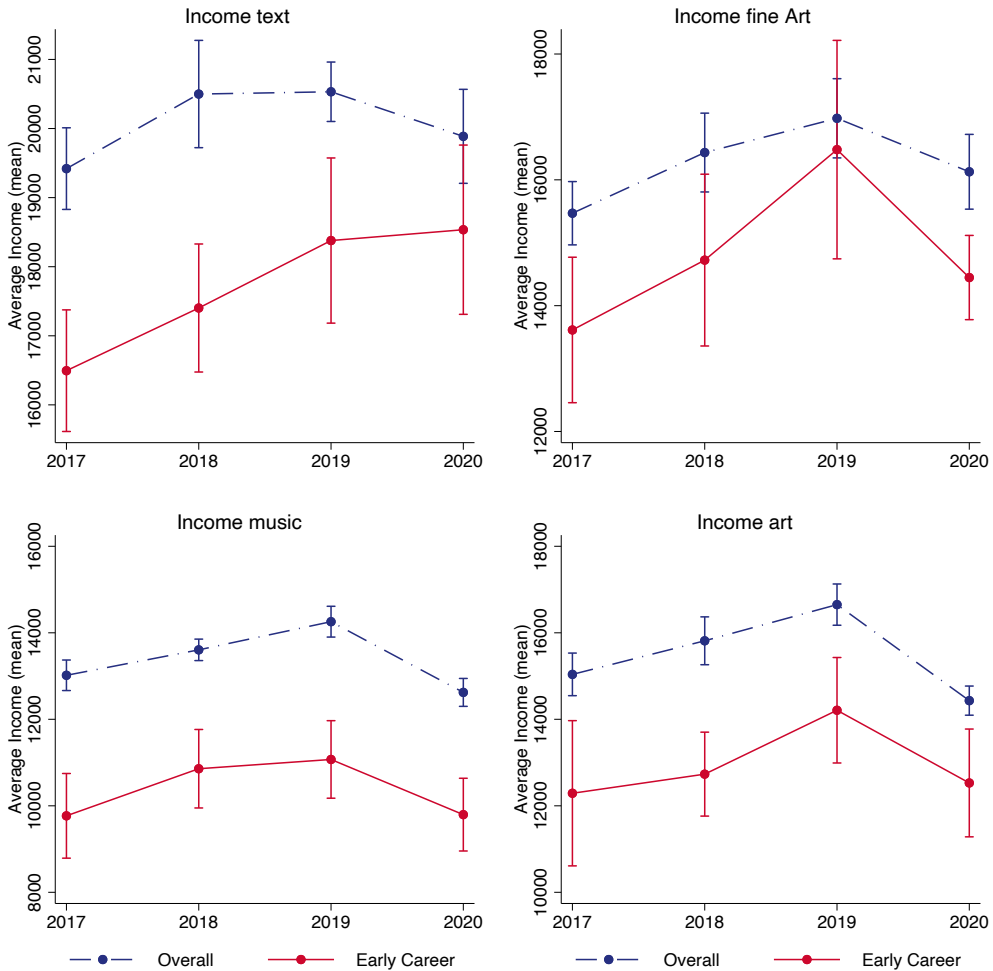 Income text
Average Income (mean)
21000
20000
19000
18000
17000
16000
2017 2018 2019 2020
Income fine Art
Average Income (mean)
18000
16000
14000
12000
2017 2018 2019 2020
Income music
Average Income (mean)
16000
14000
12000
10000
8000
2017 2018 2019 2020
Overall Early Career
Income art
Average Income (mean)
18000
16000
14000
12000
10000
2017 2018 2019 2020
Overall Early Career